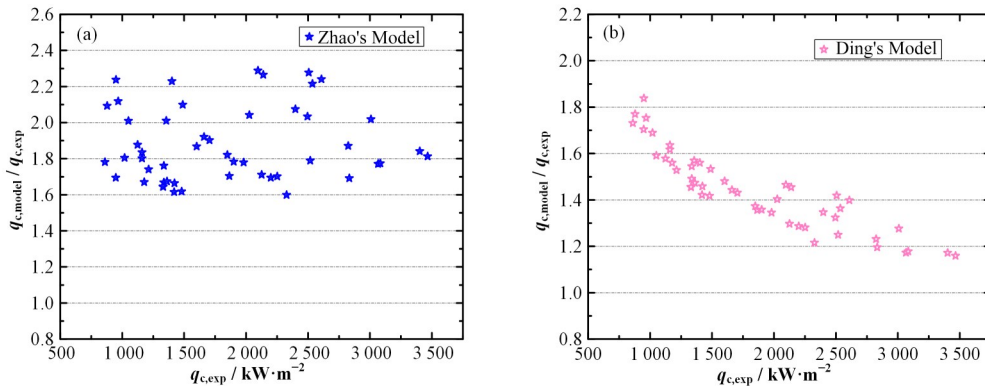 (a)
★ Zhao's Model
2.6
2.4
2.2
2.0
1.8
1.6
1.4
1.2
1.0
0.8
q_c,model / q_c,exp
500 1 000 1 500 2 000 2 500 3 000 3 500
q_c,exp / kW·m⁻²
(b)
☆ Ding's Model
2.2
2.0
1.8
1.6
1.4
1.2
1.0
0.8
q_c,model / q_c,exp
500 1 000 1 500 2 000 2 500 3 000 3 500
q_c,exp / kW·m⁻²